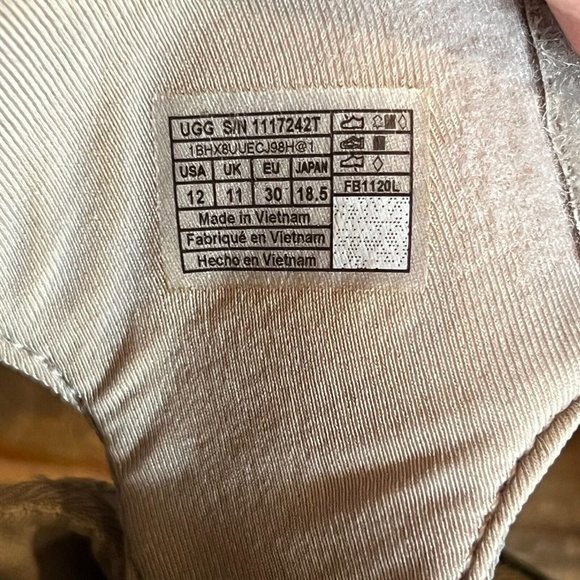 UGG S/N 1117242T
1BHX8UUECJ98H@1
USA UK EU JAPAN
12 11 30 18.5
FB1120L
Made in Vietnam
Fabriqué en Vietnam
Hecho en Vietnam